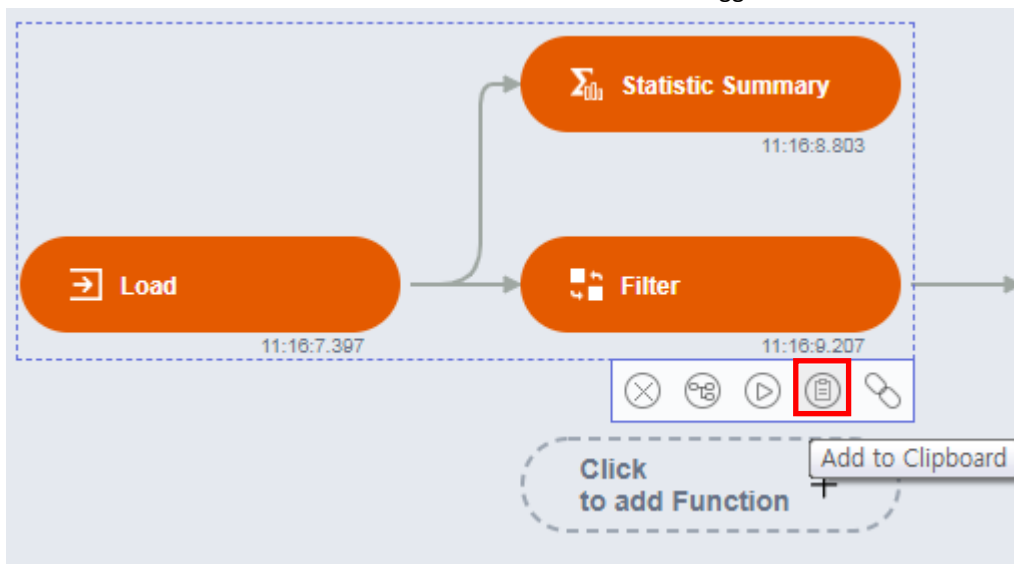 gg
Statistic Summary
11:16:8.803
Load
11:16:7.397
Filter
11:16:9.207
Click
to add Function
Add to Clipboard